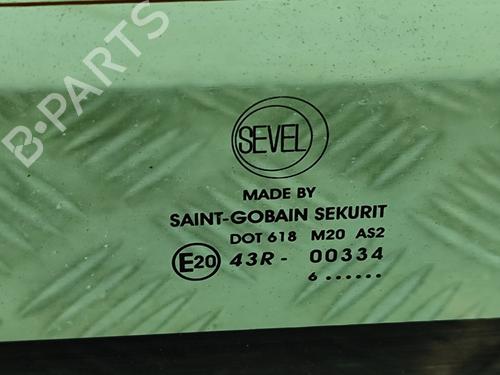 B-PARTS
SEVEL
MADE BY
SAINT-GOBAIN SEKURIT
DOT 618 M20 AS2
E20 43R - 00334
6 ......